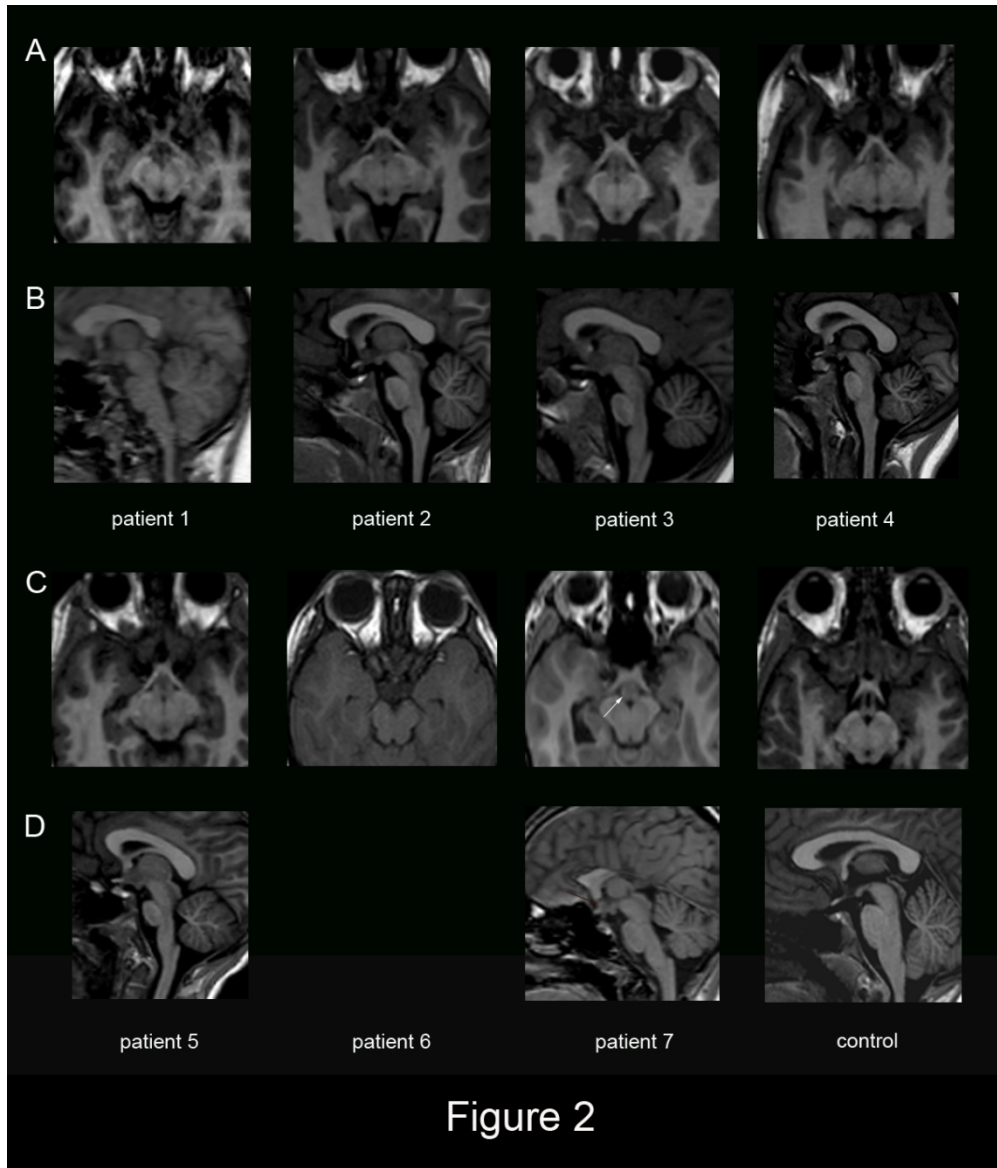 A
B
patient 1 patient 2 patient 3 patient 4
C
D
patient 5 patient 6 patient 7 control
Figure 2